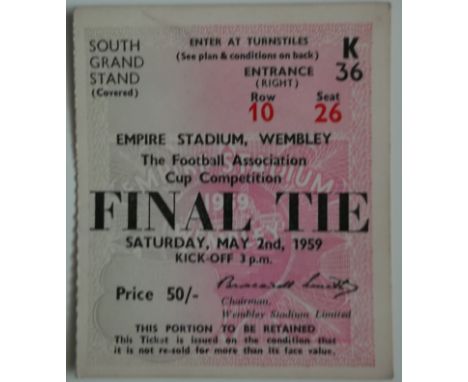 SOUTH
GRAND
STAND
(Covered)
ENTER AT TURNSTILES
(See plan & conditions on back)
K
36
ENTRANCE
(RIGHT)
Row
10
Seat
26
EMPIRE STADIUM, WEMBLEY
The Football Association
Cup Competition
FINAL TIE
SATURDAY, MAY 2nd, 1959
KICK-OFF 3 p.m.
Price 50/-
Chairman,
Wembley Stadium Limited
THIS PORTION TO BE RETAINED
This Ticket is issued on the condition that
it is not re-sold for more than its face value.